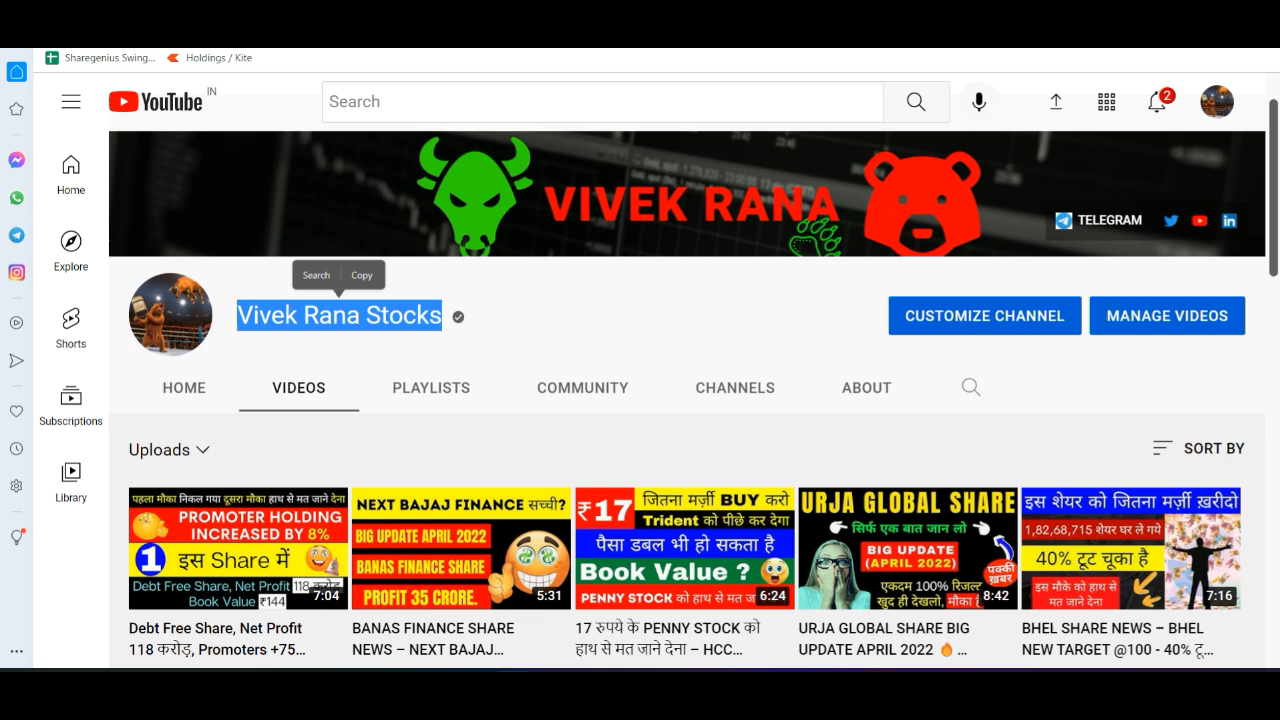 Sharegenius Swing... Holdings / Kite
YouTube IN
Search
2
VIVEK RANA
TELEGRAM
Home
Explore
Shorts
Subscriptions
Library
Search Copy
Vivek Rana Stocks
CUSTOMIZE CHANNEL MANAGE VIDEOS
HOME VIDEOS PLAYLISTS COMMUNITY CHANNELS ABOUT
Uploads SORT BY
पहला मौका निकल गया दूसरा मौका हाथ से मत जाने देना
PROMOTER HOLDING
INCREASED BY 8%
1 इस Share में
Debt Free Share, Net Profit 118 करोड़
Book Value ₹144
7:04
Debt Free Share, Net Profit
118 करोड़, Promoters +75...
NEXT BAJAJ FINANCE सच्ची?
BIG UPDATE APRIL 2022
BANAS FINANCE SHARE
PROFIT 35 CRORE.
5:31
BANAS FINANCE SHARE
NEWS – NEXT BAJAJ...
₹17 जितना मर्ज़ी BUY करो
Trident को पीछे कर देगा
पैसा डबल भी हो सकता है
Book Value ?
PENNY STOCK को हाथ से मत
6:24
17 रुपये के PENNY STOCK को
हाथ से मत जाने देना – HCC...
URJA GLOBAL SHARE
सिर्फ एक बात जान लो
BIG UPDATE
(APRIL 2022)
पक्की
ख़बर
एकदम 100% रिजल्ट
खुद ही देखलो, मौका
8:42
URJA GLOBAL SHARE BIG
UPDATE APRIL 2022 🔥 ...
इस शेयर को जितना मर्ज़ी ख़रीदो
1,82,68,715 शेयर घर ले गये
40% टूट चूका है
इस मौके को हाथ से
मत जाने देना
7:16
BHEL SHARE NEWS – BHEL
NEW TARGET @100 - 40% टू...